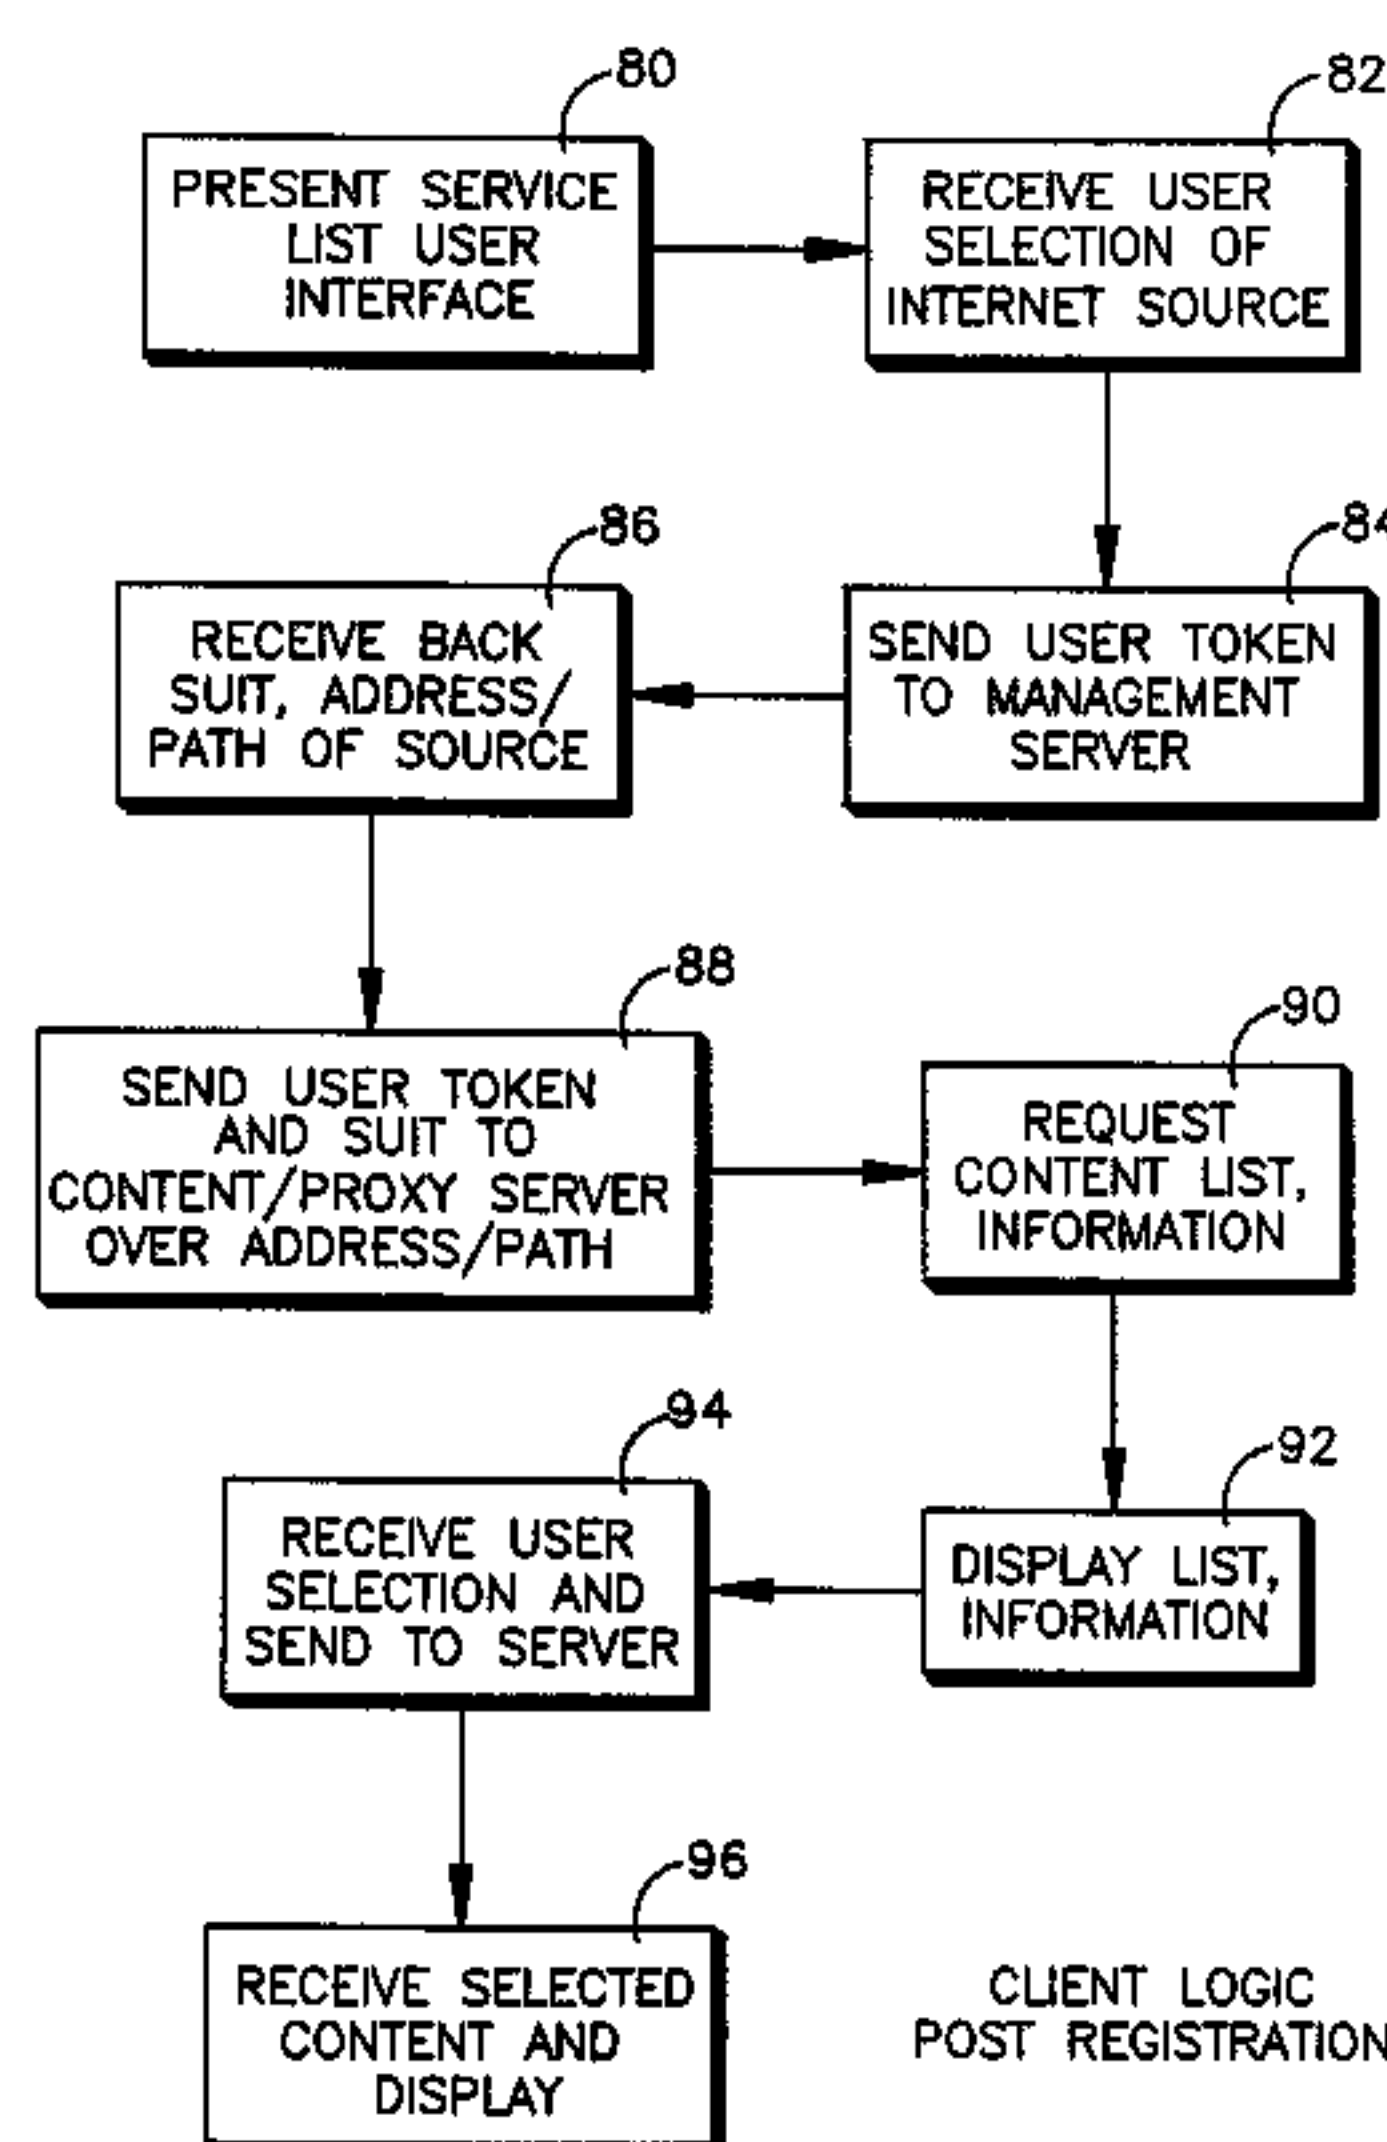 80
PRESENT SERVICE
LIST USER
INTERFACE
82
RECEIVE USER
SELECTION OF
INTERNET SOURCE
84
SEND USER TOKEN
TO MANAGEMENT
SERVER
86
RECEIVE BACK
SUIT, ADDRESS/
PATH OF SOURCE
88
SEND USER TOKEN
AND SUIT TO
CONTENT/PROXY SERVER
OVER ADDRESS/PATH
90
REQUEST
CONTENT LIST,
INFORMATION
92
DISPLAY LIST,
INFORMATION
94
RECEIVE USER
SELECTION AND
SEND TO SERVER
96
RECEIVE SELECTED
CONTENT AND
DISPLAY
CLIENT LOGIC
POST REGISTRATION